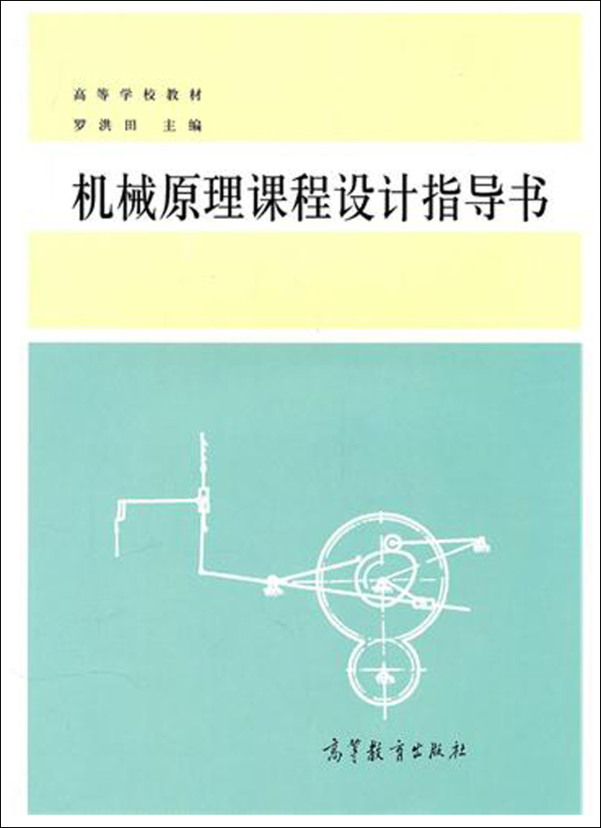 高等学校教材
罗洪田 主编
机械原理课程设计指导书
高等教育出版社